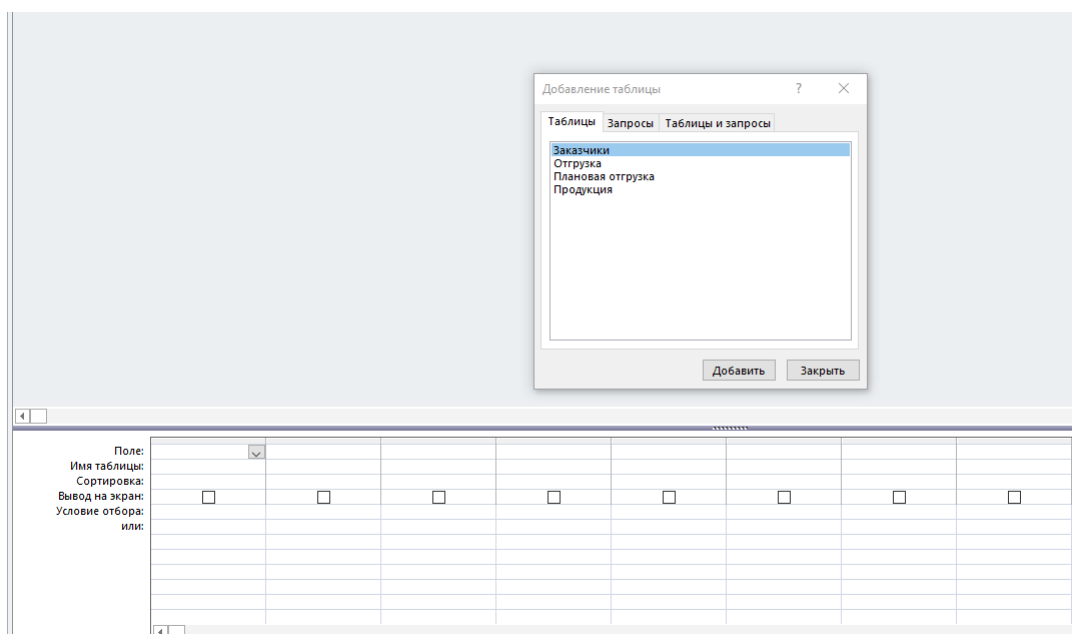 Добавление таблицы ?
Таблицы Запросы Таблицы и запросы
Заказчики
Отгрузка
Плановая отгрузка
Продукция
Добавить Закрыть
Поле:
Имя таблицы:
Сортировка:
Вывод на экран:
Условие отбора:
или: